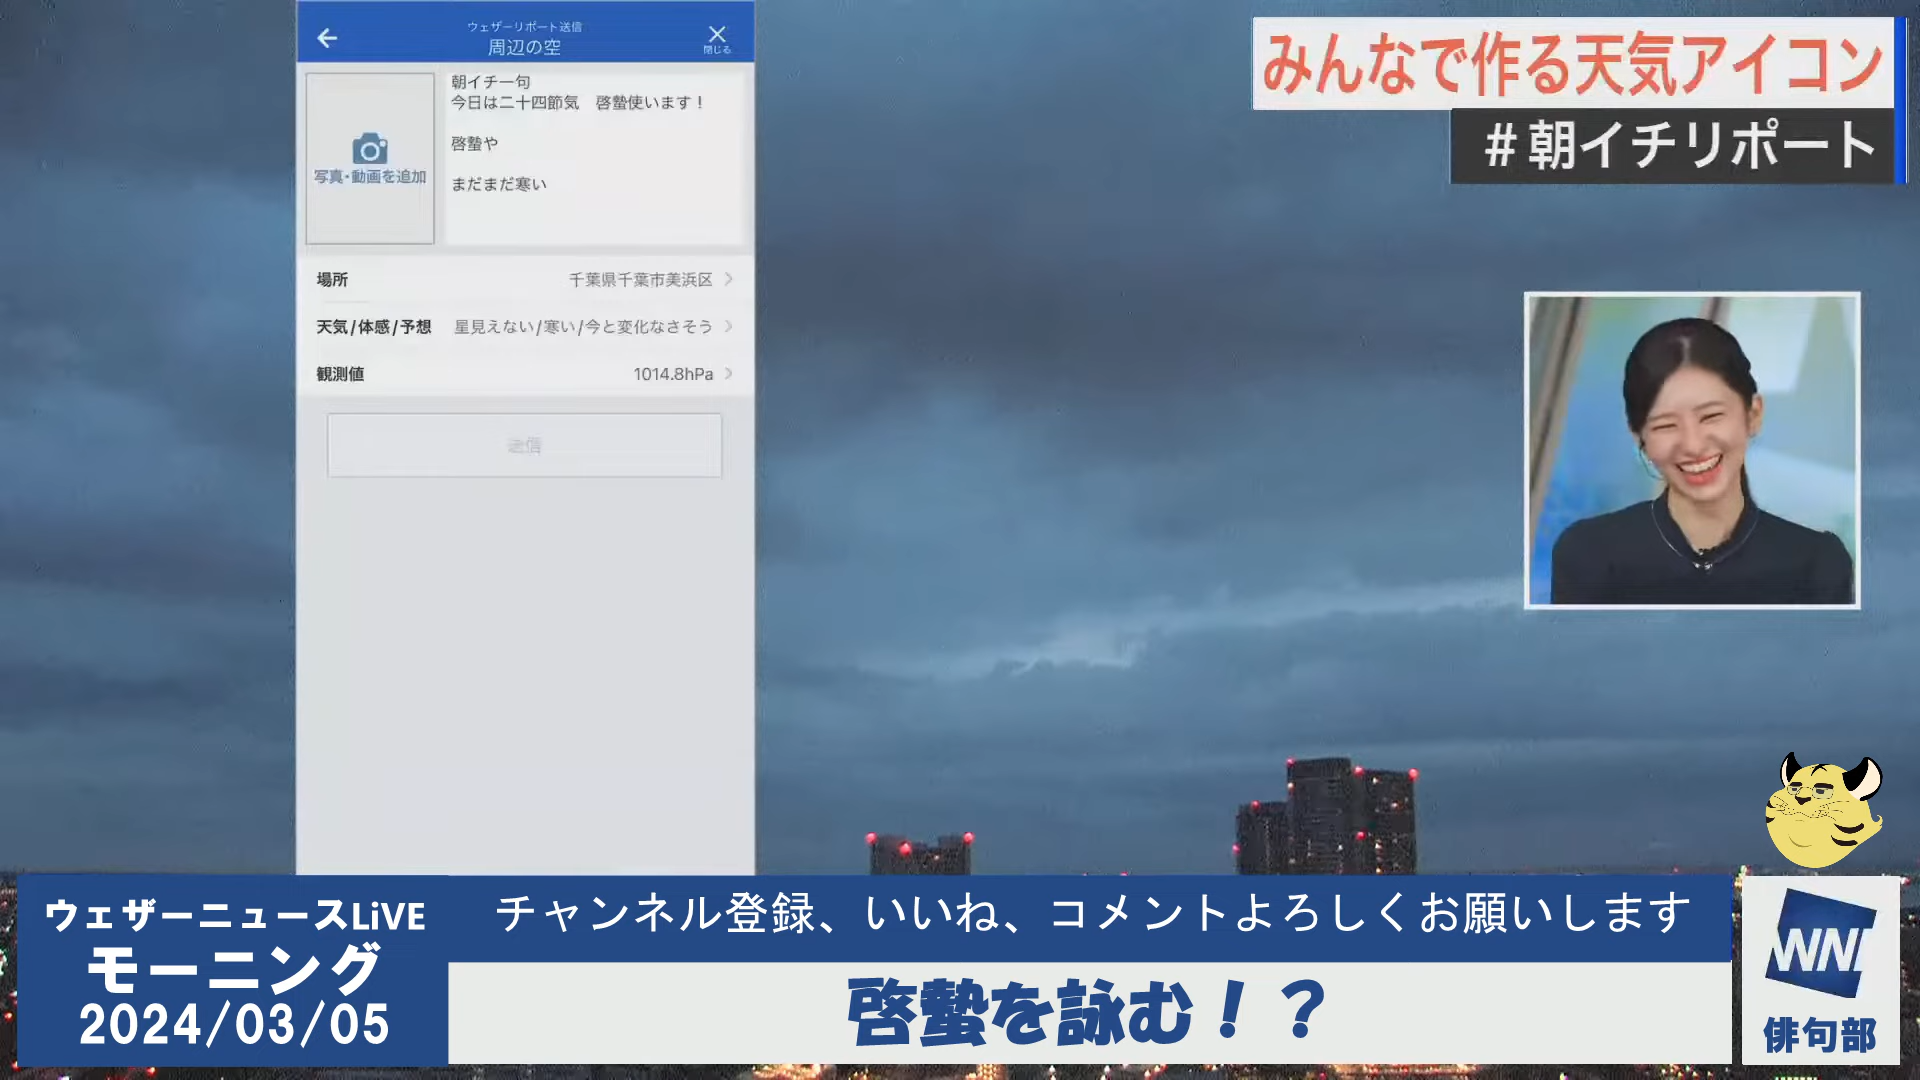 ウェザーリポート送信
周辺の空
閉じる
朝イチ一句
今日は二十四節気　啓蟄使います！
啓蟄や
まだまだ寒い
写真・動画を追加
場所
千葉県千葉市美浜区
天気/体感/予想
星見えない/寒い/今と変化なさそう
観測値
1014.8hPa
送信
みんなで作る天気アイコン
#朝イチリポート
ウェザーニュースLiVE
モーニング
2024/03/05
チャンネル登録、いいね、コメントよろしくお願いします
啓蟄を詠む！？
WNI
俳句部